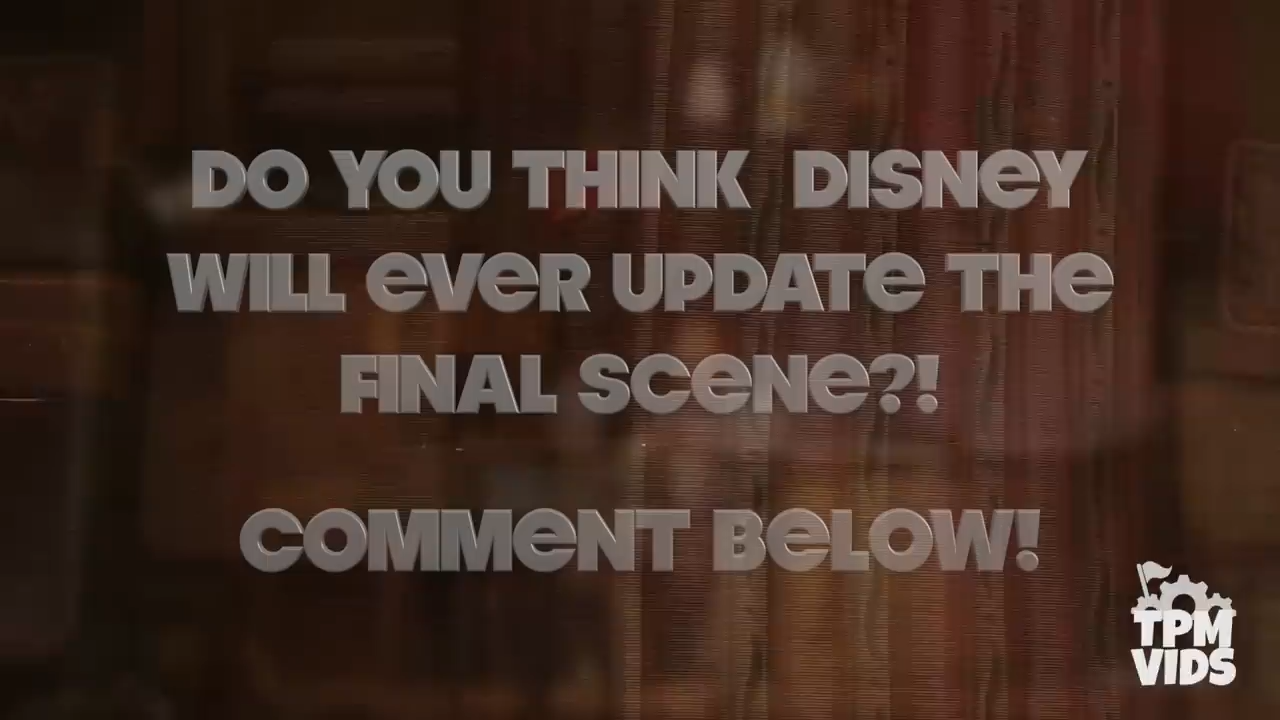 DO YOU THINK DISNEY
WILL EVER UPDATE THE
FINAL SCENE?!
COMMENT BELOW!
TPM
VIDS